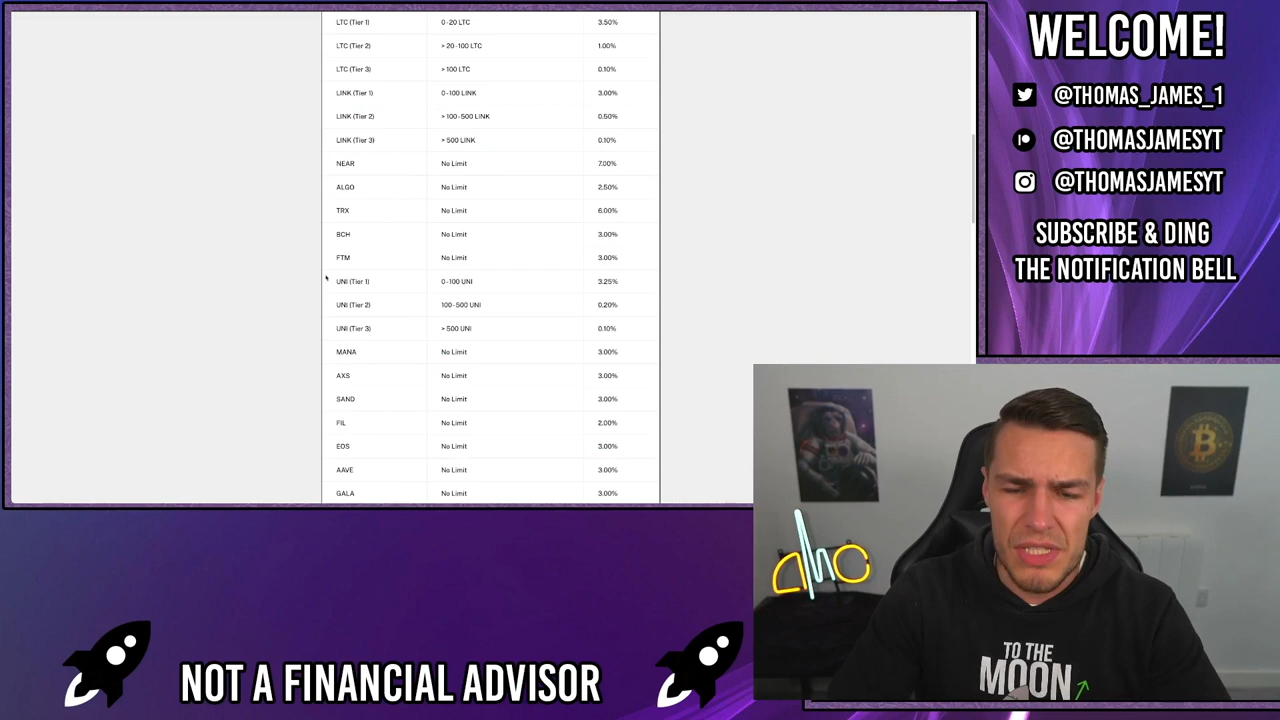 LTC (Tier 1) 0-20 LTC 3.50%
LTC (Tier 2) > 20-100 LTC 1.00%
LTC (Tier 3) > 100 LTC 0.10%
LINK (Tier 1) 0-100 LINK 3.00%
LINK (Tier 2) > 100-500 LINK 0.50%
LINK (Tier 3) > 500 LINK 0.10%
NEAR No Limit 7.00%
ALGO No Limit 2.50%
TRX No Limit 6.00%
BCH No Limit 3.00%
FTM No Limit 3.00%
UNI (Tier 1) 0-100 UNI 3.25%
UNI (Tier 2) 100-500 UNI 0.20%
UNI (Tier 3) > 500 UNI 0.10%
MANA No Limit 3.00%
AXS No Limit 3.00%
SAND No Limit 3.00%
FIL No Limit 2.00%
EOS No Limit 3.00%
AAVE No Limit 3.00%
GALA No Limit 3.00%
WELCOME!
@THOMAS_JAMES_1
@THOMASJAMESYT
@THOMASJAMESYT
SUBSCRIBE & DING
THE NOTIFICATION BELL
TO THE
MOON
NOT A FINANCIAL ADVISOR